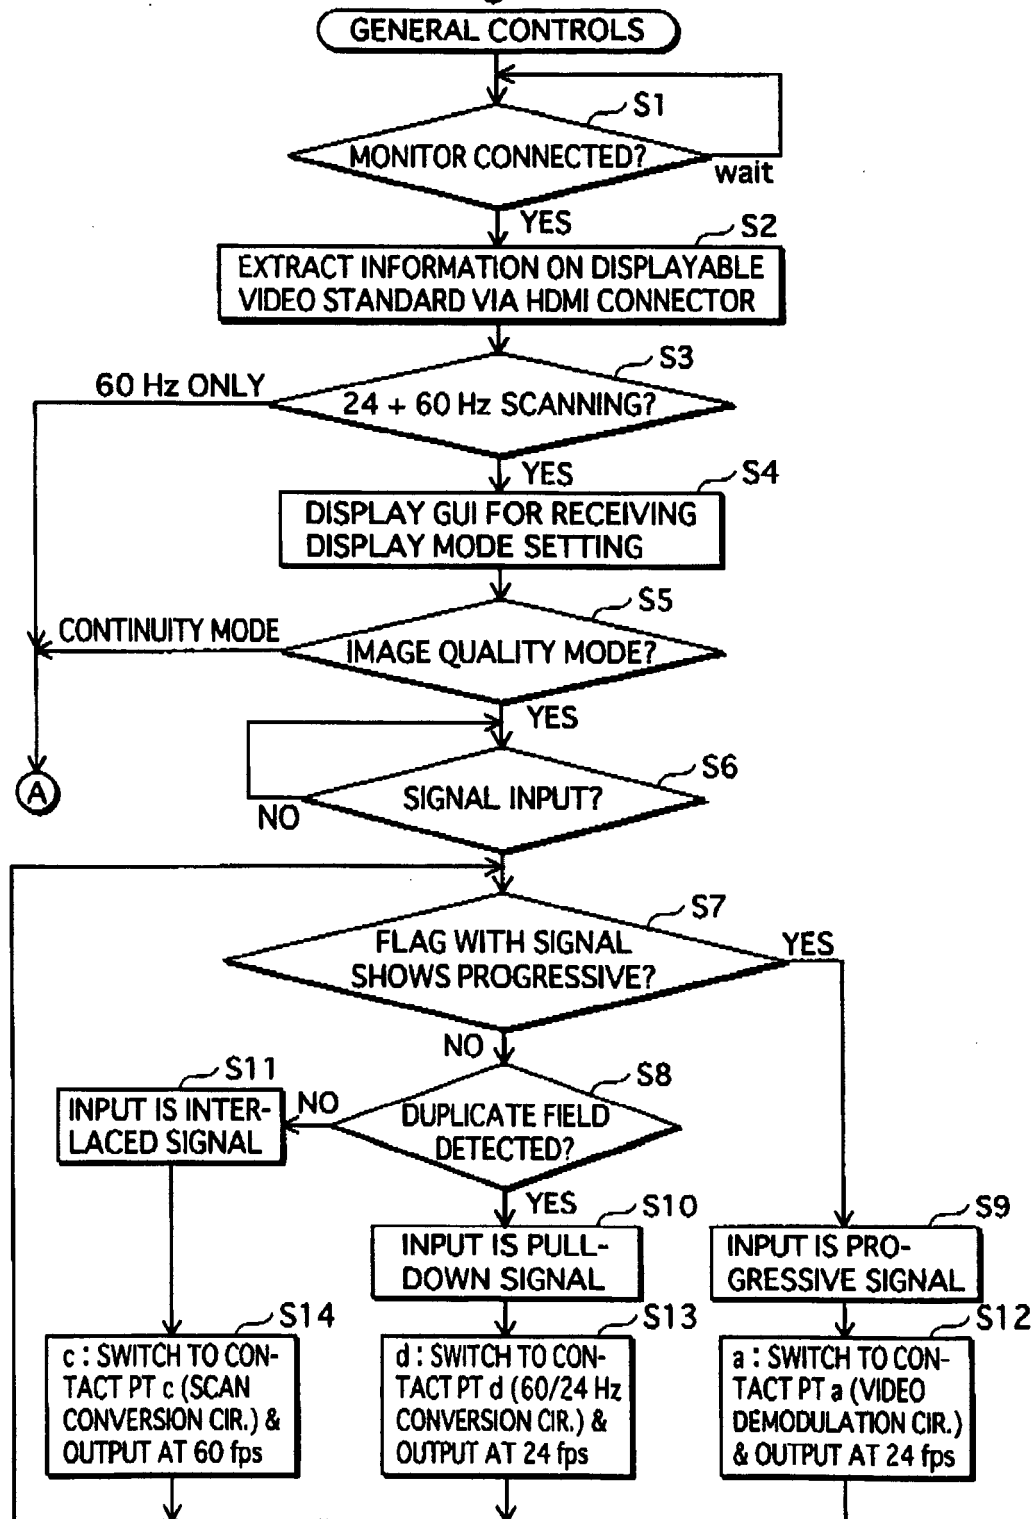 GENERAL CONTROLS
S1
MONITOR CONNECTED?
wait
YES
S2
EXTRACT INFORMATION ON DISPLAYABLE
VIDEO STANDARD VIA HDMI CONNECTOR
S3
60 Hz ONLY
24 + 60 Hz SCANNING?
YES
S4
DISPLAY GUI FOR RECEIVING
DISPLAY MODE SETTING
S5
CONTINUITY MODE
IMAGE QUALITY MODE?
YES
S6
A
SIGNAL INPUT?
NO
S7
FLAG WITH SIGNAL
SHOWS PROGRESSIVE?
YES
NO
S8
DUPLICATE FIELD
DETECTED?
NO
S11
INPUT IS INTER-
LACED SIGNAL
YES
S10
INPUT IS PULL-
DOWN SIGNAL
S9
INPUT IS PRO-
GRESSIVE SIGNAL
S14
c : SWITCH TO CON-
TACT PT c (SCAN
CONVERSION CIR.) &
OUTPUT AT 60 fps
S13
d : SWITCH TO CON-
TACT PT d (60/24 Hz
CONVERSION CIR.) &
OUTPUT AT 24 fps
S12
a : SWITCH TO CON-
TACT PT a (VIDEO
DEMODULATION CIR.)
& OUTPUT AT 24 fps